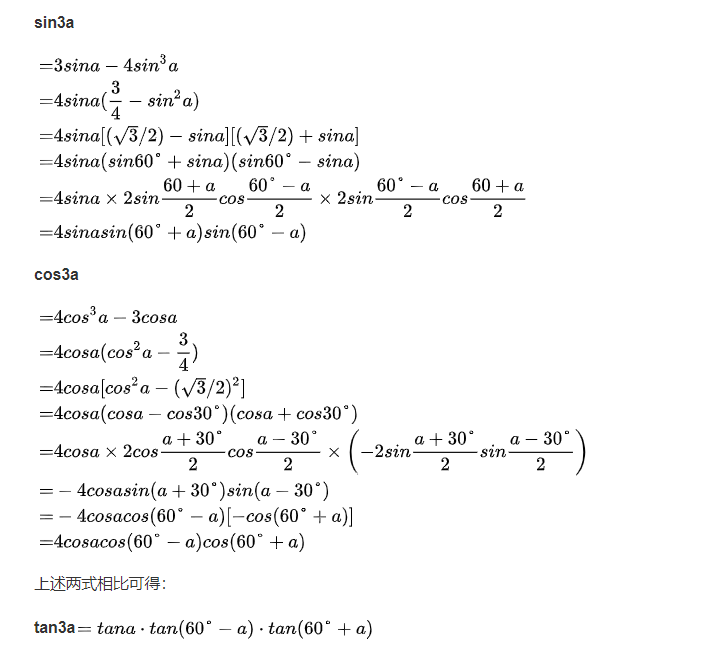 sin3a
=3sina − 4sin³a
=4sina(3/4 − sin²a)
=4sina[(√3/2) − sina][(√3/2) + sina]
=4sina(sin60° + sina)(sin60° − sina)
=4sina × 2sin (60 + a)/2 cos (60° − a)/2 × 2sin (60° − a)/2 cos (60 + a)/2
=4sinasin(60° + a)sin(60° − a)
cos3a
=4cos³a − 3cosa
=4cosa(cos²a − 3/4)
=4cosa[cos²a − (√3/2)²]
=4cosa(cosa − cos30°)(cosa + cos30°)
=4cosa × 2cos (a + 30°)/2 cos (a − 30°)/2 × (−2sin (a + 30°)/2 sin (a − 30°)/2)
= − 4cosasin(a + 30°)sin(a − 30°)
= − 4cosacos(60° − a)[−cos(60° + a)]
=4cosacos(60° − a)cos(60° + a)
上述两式相比可得：
tan3a= tana · tan(60° − a) · tan(60° + a)